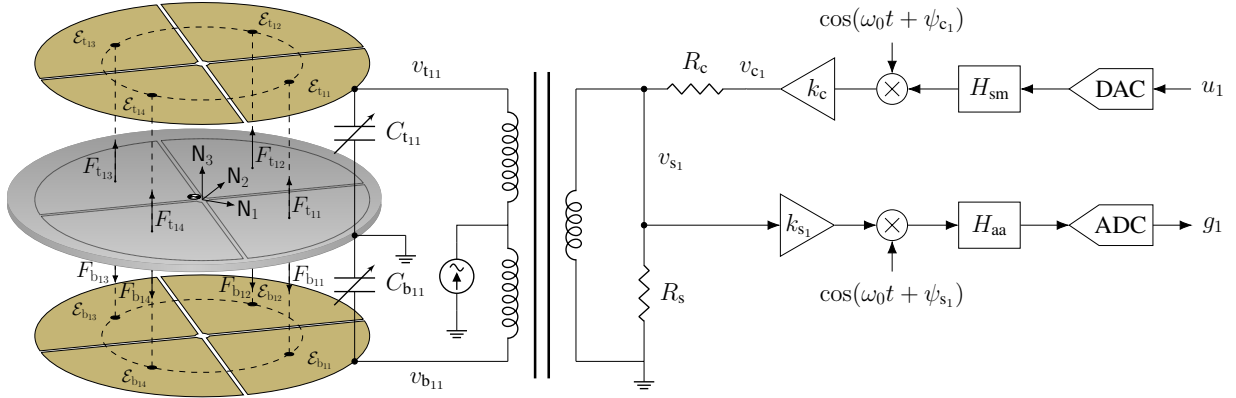 ℰt₁₂
ℰt₁₃
ℰt₁₁
ℰt₁₄
vt₁₁
Ct₁₁
N₃
N₂
N₁
Ft₁₃
Ft₁₂
Ft₁₁
Ft₁₄
Fb₁₃
Fb₁₄
Fb₁₂
Fb₁₁
ℰb₁₂
ℰb₁₃
ℰb₁₁
ℰb₁₄
Cb₁₁
vb₁₁
cos(ω₀t + ψc₁)
Rc
vc₁
kc
×
Hsm
DAC
u₁
vs₁
ks₁
×
Haa
ADC
g₁
Rs
cos(ω₀t + ψs₁)